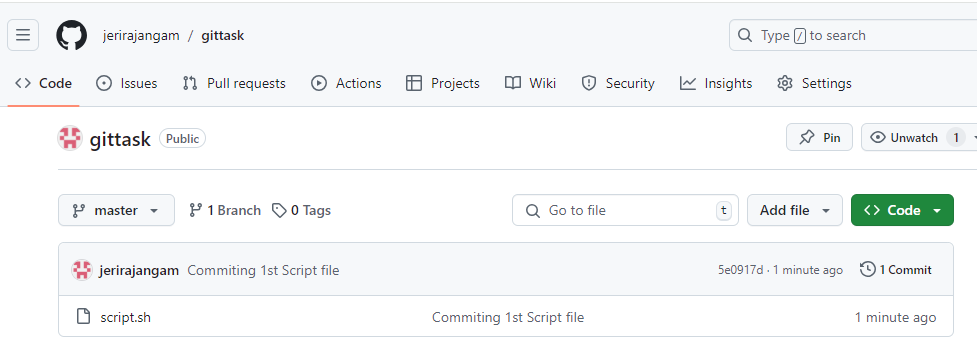 jerirajangam / gittask
Type / to search
Code Issues Pull requests Actions Projects Wiki Security Insights Settings
gittask Public
Pin Unwatch 1
master 1 Branch 0 Tags Go to file t Add file Code
jerirajangam Commiting 1st Script file 5e0917d · 1 minute ago 1 Commit
script.sh Commiting 1st Script file 1 minute ago